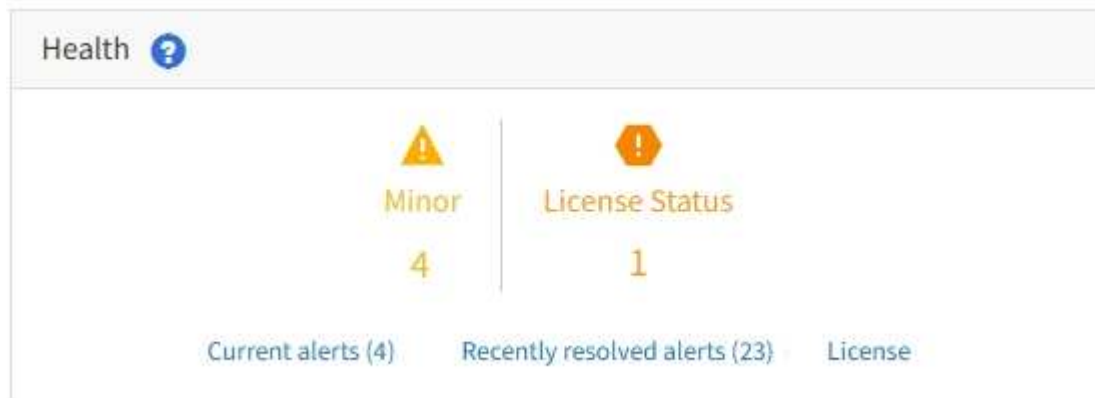 Health ?
Minor
License Status
4
1
Current alerts (4) Recently resolved alerts (23) License